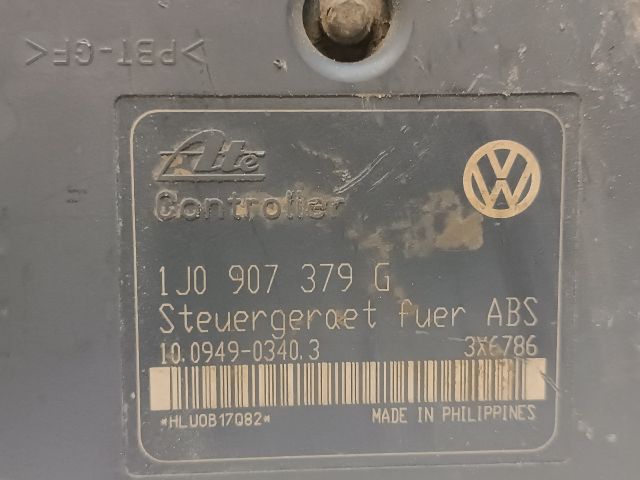 >PBT-GF<
Ate
Controller
1J0 907 379 G
Steuergeraet fuer ABS
10.0949-0340.3 3X6786
*HLU0B17Q82* MADE IN PHILIPPINES